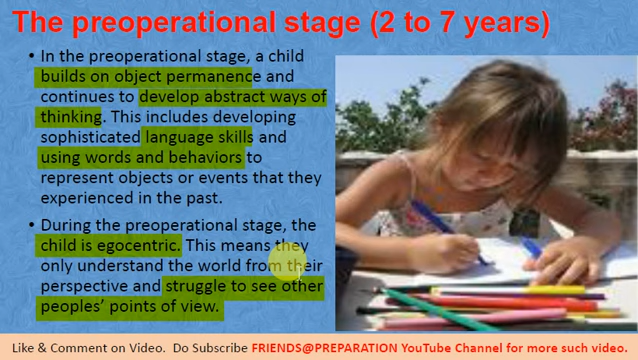 The preoperational stage (2 to 7 years)
• In the preoperational stage, a child
builds on object permanence and
continues to develop abstract ways of
thinking. This includes developing
sophisticated language skills and
using words and behaviors to
represent objects or events that they
experienced in the past.
• During the preoperational stage, the
child is egocentric. This means they
only understand the world from their
perspective and struggle to see other
peoples’ points of view.
Like & Comment on Video. Do Subscribe FRIENDS@PREPARATION YouTube Channel for more such video.